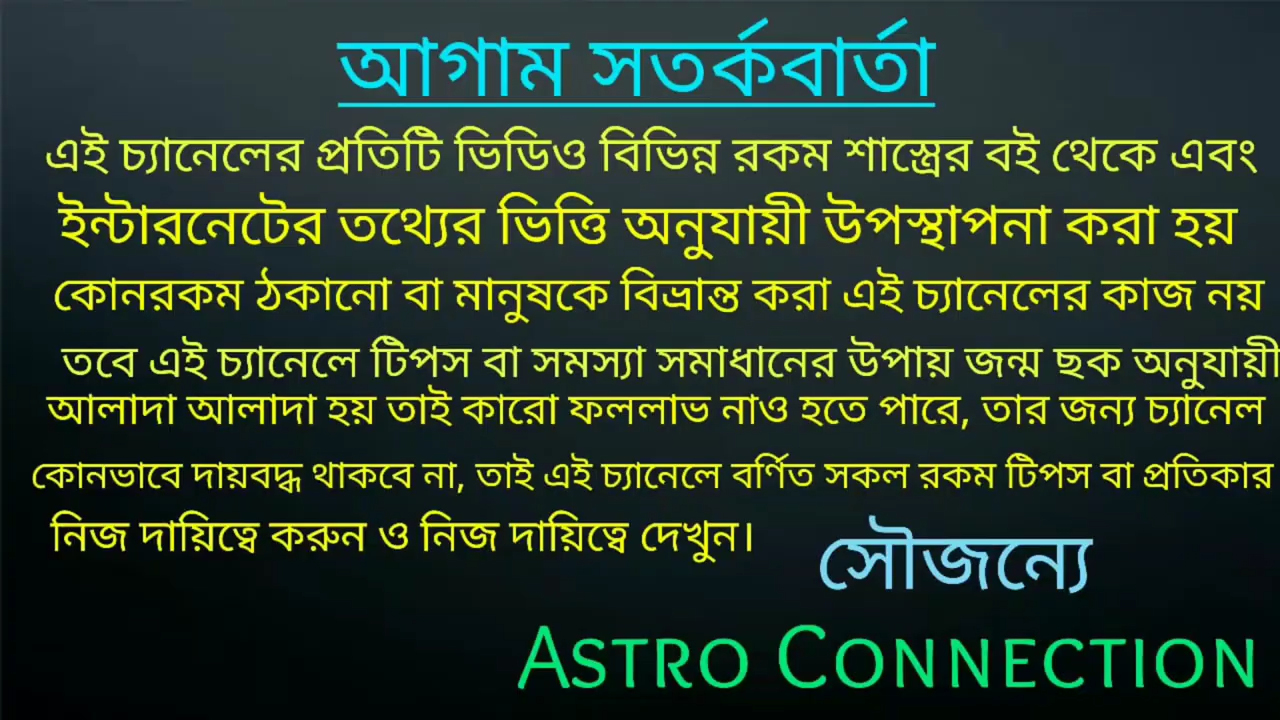 আগাম সতর্কবার্তা
এই চ্যানেলের প্রতিটি ভিডিও বিভিন্ন রকম শাস্ত্রের বই থেকে এবং
ইন্টারনেটের তথ্যের ভিত্তি অনুযায়ী উপস্থাপনা করা হয়
কোনরকম ঠকানো বা মানুষকে বিভ্রান্ত করা এই চ্যানেলের কাজ নয়
তবে এই চ্যানেলে টিপস বা সমস্যা সমাধানের উপায় জন্ম ছক অনুযায়ী
আলাদা আলাদা হয় তাই কারো ফললাভ নাও হতে পারে, তার জন্য চ্যানেল
কোনভাবে দায়বদ্ধ থাকবে না, তাই এই চ্যানেলে বর্ণিত সকল রকম টিপস বা প্রতিকার
নিজ দায়িত্বে করুন ও নিজ দায়িত্বে দেখুন।
সৌজন্যে
ASTRO CONNECTION